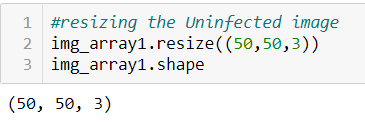 1 #resizing the Uninfected image
2 img_array1.resize((50,50,3))
3 img_array1.shape
(50, 50, 3)